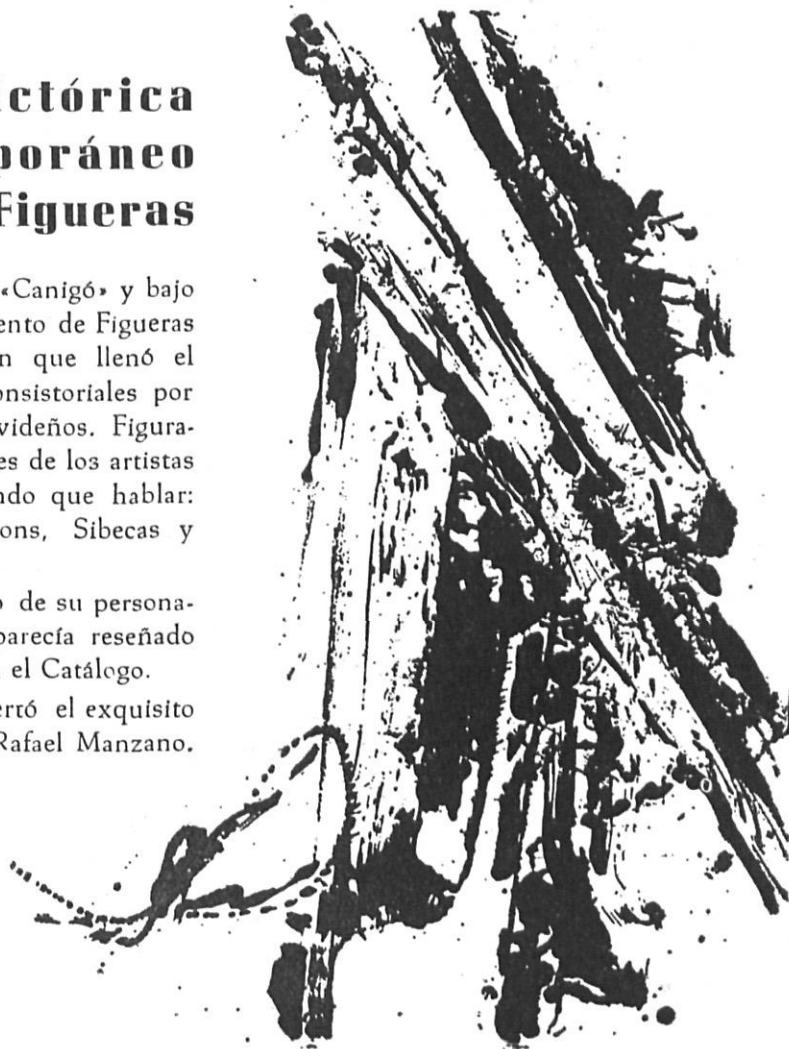 ctórica
poráneo
Figueras
«Canigó» y bajo
ento de Figueras
n que llenó el
onsistoriales por
videños. Figura-
es de los artistas
ndo que hablar:
ons, Sibecas y
o de su persona-
parecía reseñado
el Catálogo.
erró el exquisito
Rafael Manzano.